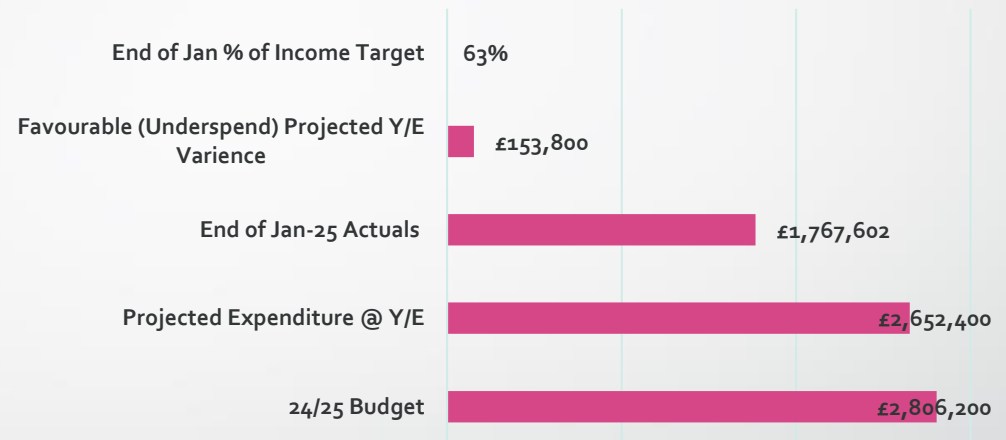 End of Jan % of Income Target 63%
Favourable (Underspend) Projected Y/E
Varience £153,800
End of Jan-25 Actuals £1,767,602
Projected Expenditure @ Y/E £2,652,400
24/25 Budget £2,806,200